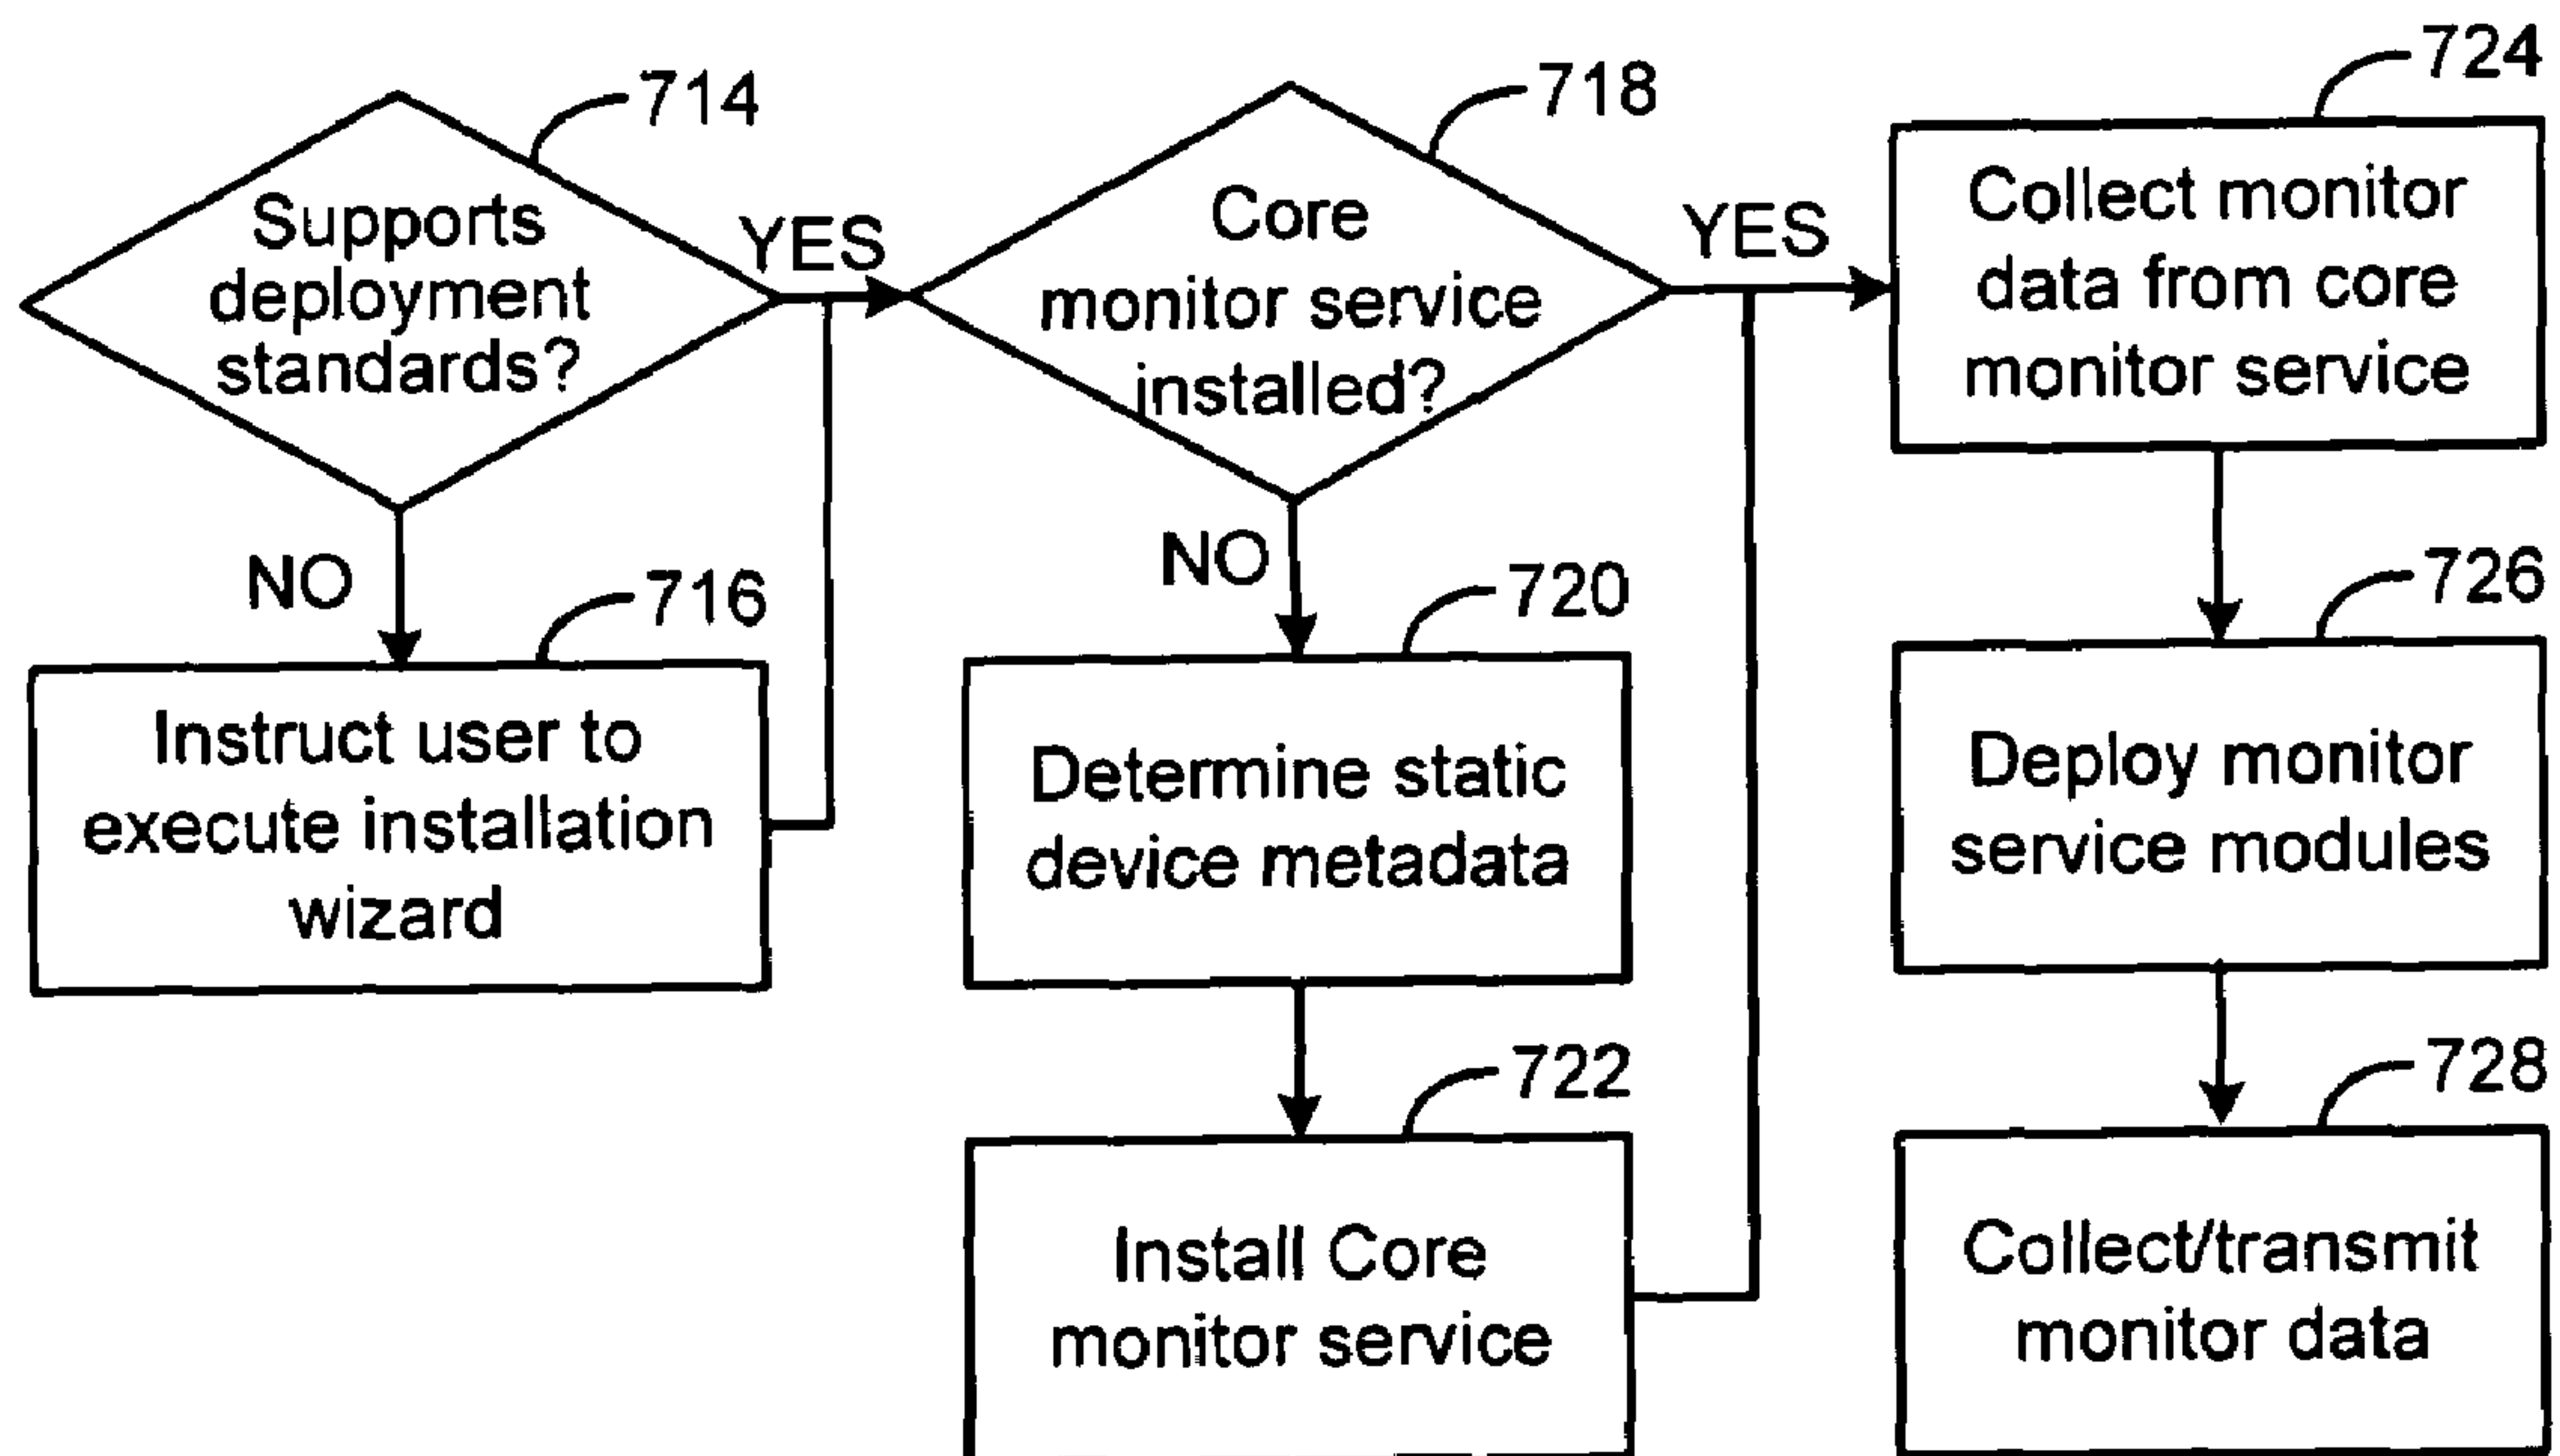 714
Supports
deployment
standards?
YES
NO
716
Instruct user to
execute installation
wizard
718
Core
monitor service
installed?
YES
NO
720
Determine static
device metadata
722
Install Core
monitor service
724
Collect monitor
data from core
monitor service
726
Deploy monitor
service modules
728
Collect/transmit
monitor data